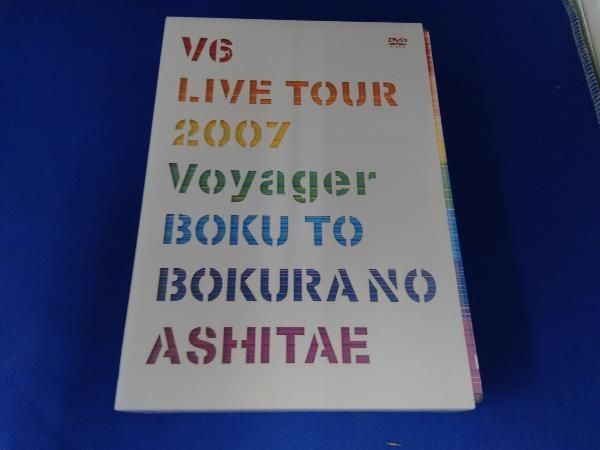 V6
DVD
LIVE TOUR
2007
Voyager
BOKU TO
BOKURA NO
ASHITAE